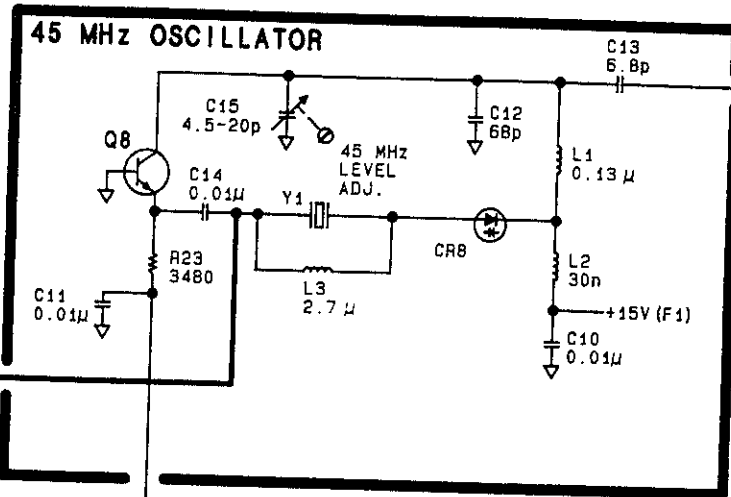 45 MHz OSCILLATOR
C13
6.8p
C15
4.5-20p
C12
68p
Q8
45 MHz
LEVEL
ADJ.
L1
0.13 μ
C14
0.01μ
Y1
CR8
R23
3480
L2
30n
L3
2.7 μ
C11
0.01μ
+15V (F1)
C10
0.01μ